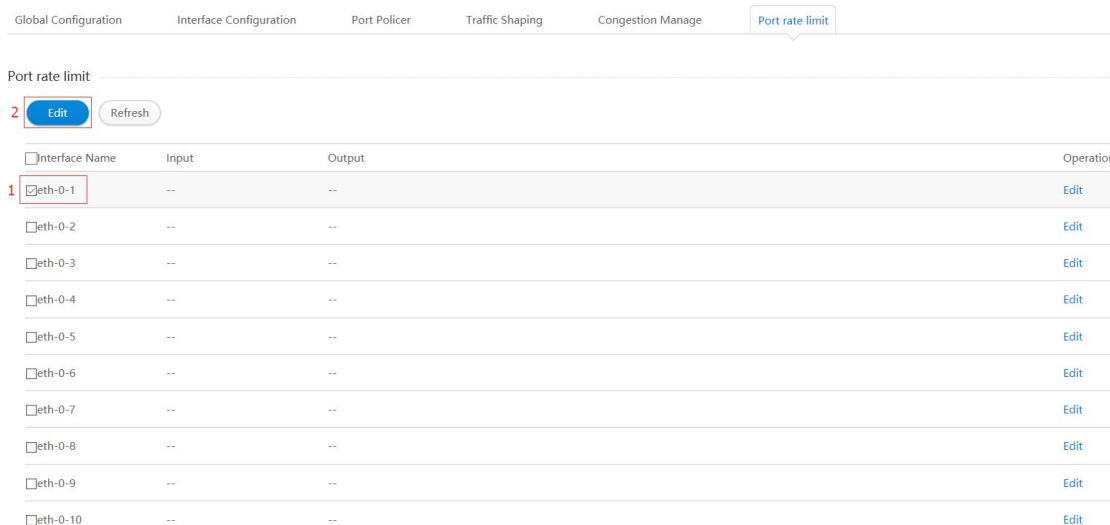 Global Configuration Interface Configuration Port Policer Traffic Shaping Congestion Manage Port rate limit
Port rate limit
2 Edit Refresh
Interface Name Input Output Operation
1 eth-0-1 -- -- Edit
eth-0-2 -- -- Edit
eth-0-3 -- -- Edit
eth-0-4 -- -- Edit
eth-0-5 -- -- Edit
eth-0-6 -- -- Edit
eth-0-7 -- -- Edit
eth-0-8 -- -- Edit
eth-0-9 -- -- Edit
eth-0-10 -- -- Edit